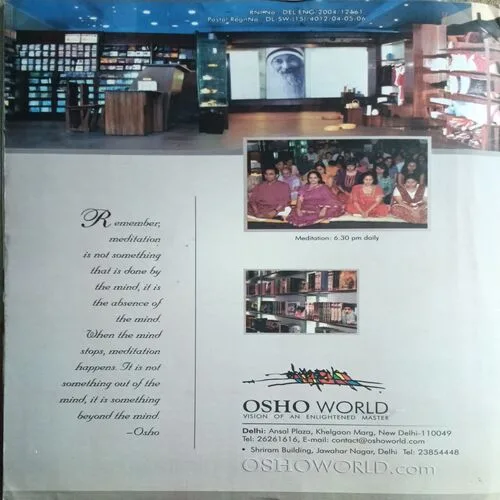 RNI No : DEL ENG/2004/12661
Postal Regn No : DL-SW-(15)/4012/04-05-06
Remember,
meditation
is not something
that is done by
the mind, it is
the absence of
the mind.
When the mind
stops, meditation
happens. It is not
something out of the
mind, it is something
beyond the mind.
–Osho
Meditation: 6.30 pm daily
OSHO WORLD
VISION OF AN ENLIGHTENED MASTER
Delhi: Ansal Plaza, Khelgaon Marg, New Delhi-110049
Tel: 26261616, E-mail: contact@oshoworld.com
• Shriram Building, Jawahar Nagar, Delhi Tel: 23854448
OSHOWORLD.com